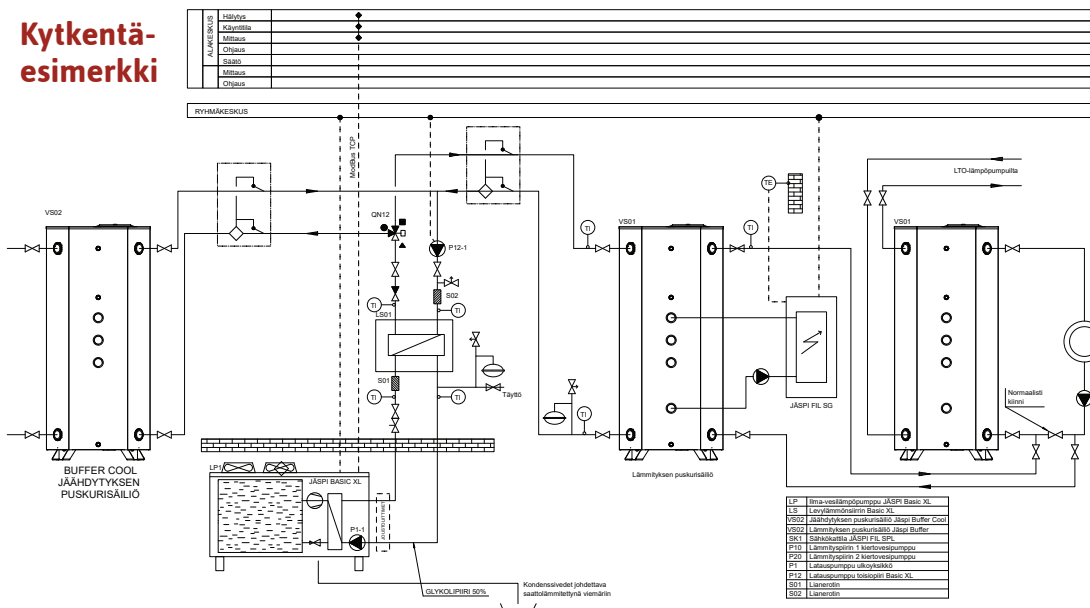 Kytkentä-
esimerkki
ALAKESKUS
Hälytys
Käyntitila
Mittaus
Ohjaus
Säätö
Mittaus
Ohjaus
RYHMÄKESKUS
ModBus TCP
LTO-lämpöpumpuilta
TE
VS02
QN12
P12-1
TI
VS01
TI
VS01
TI
S02
TI
LS01
TI
S01
TI
TI
Täyttö
TI
JÄSPI FIL SG
Normaalisti
kiinni
BUFFER COOL
JÄÄHDYTYKSEN
PUSKURISÄILIÖ
LP1
JÄSPI BASIC XL
Lämmityksen puskurisäiliö
P1-1
JOUSTOLIITTIMET
GLYKOLIPIIRI 50%
Kondenssivedet johdettava
saattolämmitettynä viemäriin
LP Ilma-vesilämpöpumppu JÄSPI Basic XL
LS Levylämmönsiirrin Basic XL
VS02 Jäähdytyksen puskurisäiliö Jäspi Buffer Cool
VS02 Lämmityksen puskurisäiliö Jäspi Buffer
SK1 Sähkökattila JÄSPI FIL SPL
P10 Lämmityspiirin 1 kiertovesipumppu
P20 Lämmityspiirin 2 kiertovesipumppu
P1 Latauspumppu ulkoyksikkö
P12 Latauspumppu toisiopiiri Basic XL
S01 Lianerotin
S02 Lianerotin